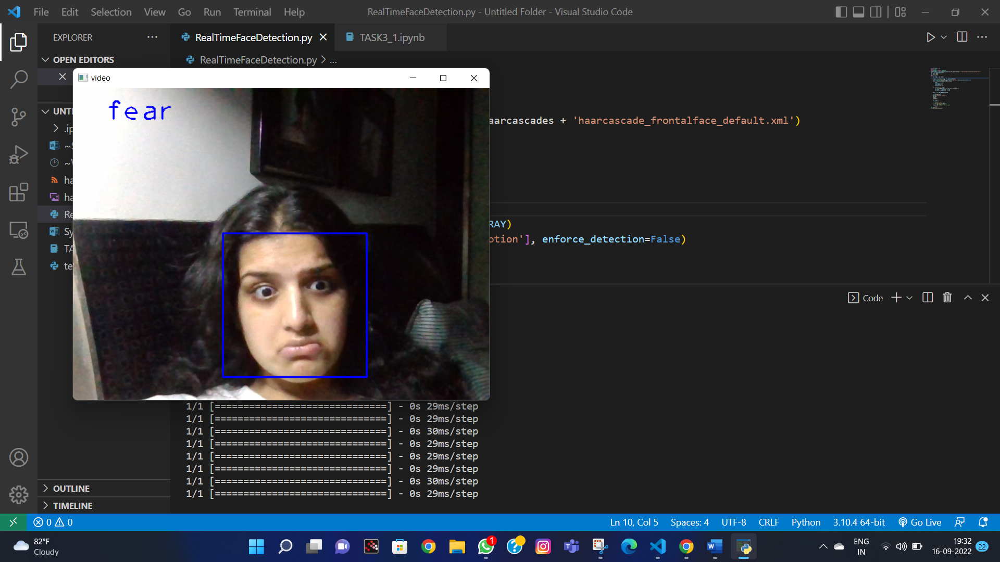 File Edit Selection View Go Run Terminal Help
RealTimeFaceDetection.py - Untitled Folder - Visual Studio Code
EXPLORER
RealTimeFaceDetection.py
TASK3_1.ipynb
OPEN EDITORS
RealTimeFaceDetection.py > ...
video
fear
UNTI
.ip
~S
~V
ha
ha
Re
Sy
TA
te
aarcascades + 'haarcascade_frontalface_default.xml')
RAY)
otion'], enforce_detection=False)
Code
1/1 [==============================] - 0s 29ms/step
1/1 [==============================] - 0s 29ms/step
1/1 [==============================] - 0s 30ms/step
1/1 [==============================] - 0s 29ms/step
1/1 [==============================] - 0s 29ms/step
1/1 [==============================] - 0s 29ms/step
1/1 [==============================] - 0s 30ms/step
1/1 [==============================] - 0s 29ms/step
OUTLINE
TIMELINE
0 0
Ln 10, Col 5 Spaces: 4 UTF-8 CRLF Python 3.10.4 64-bit Go Live
82°F
Cloudy
1
ENG
IN
19:32
16-09-2022
22